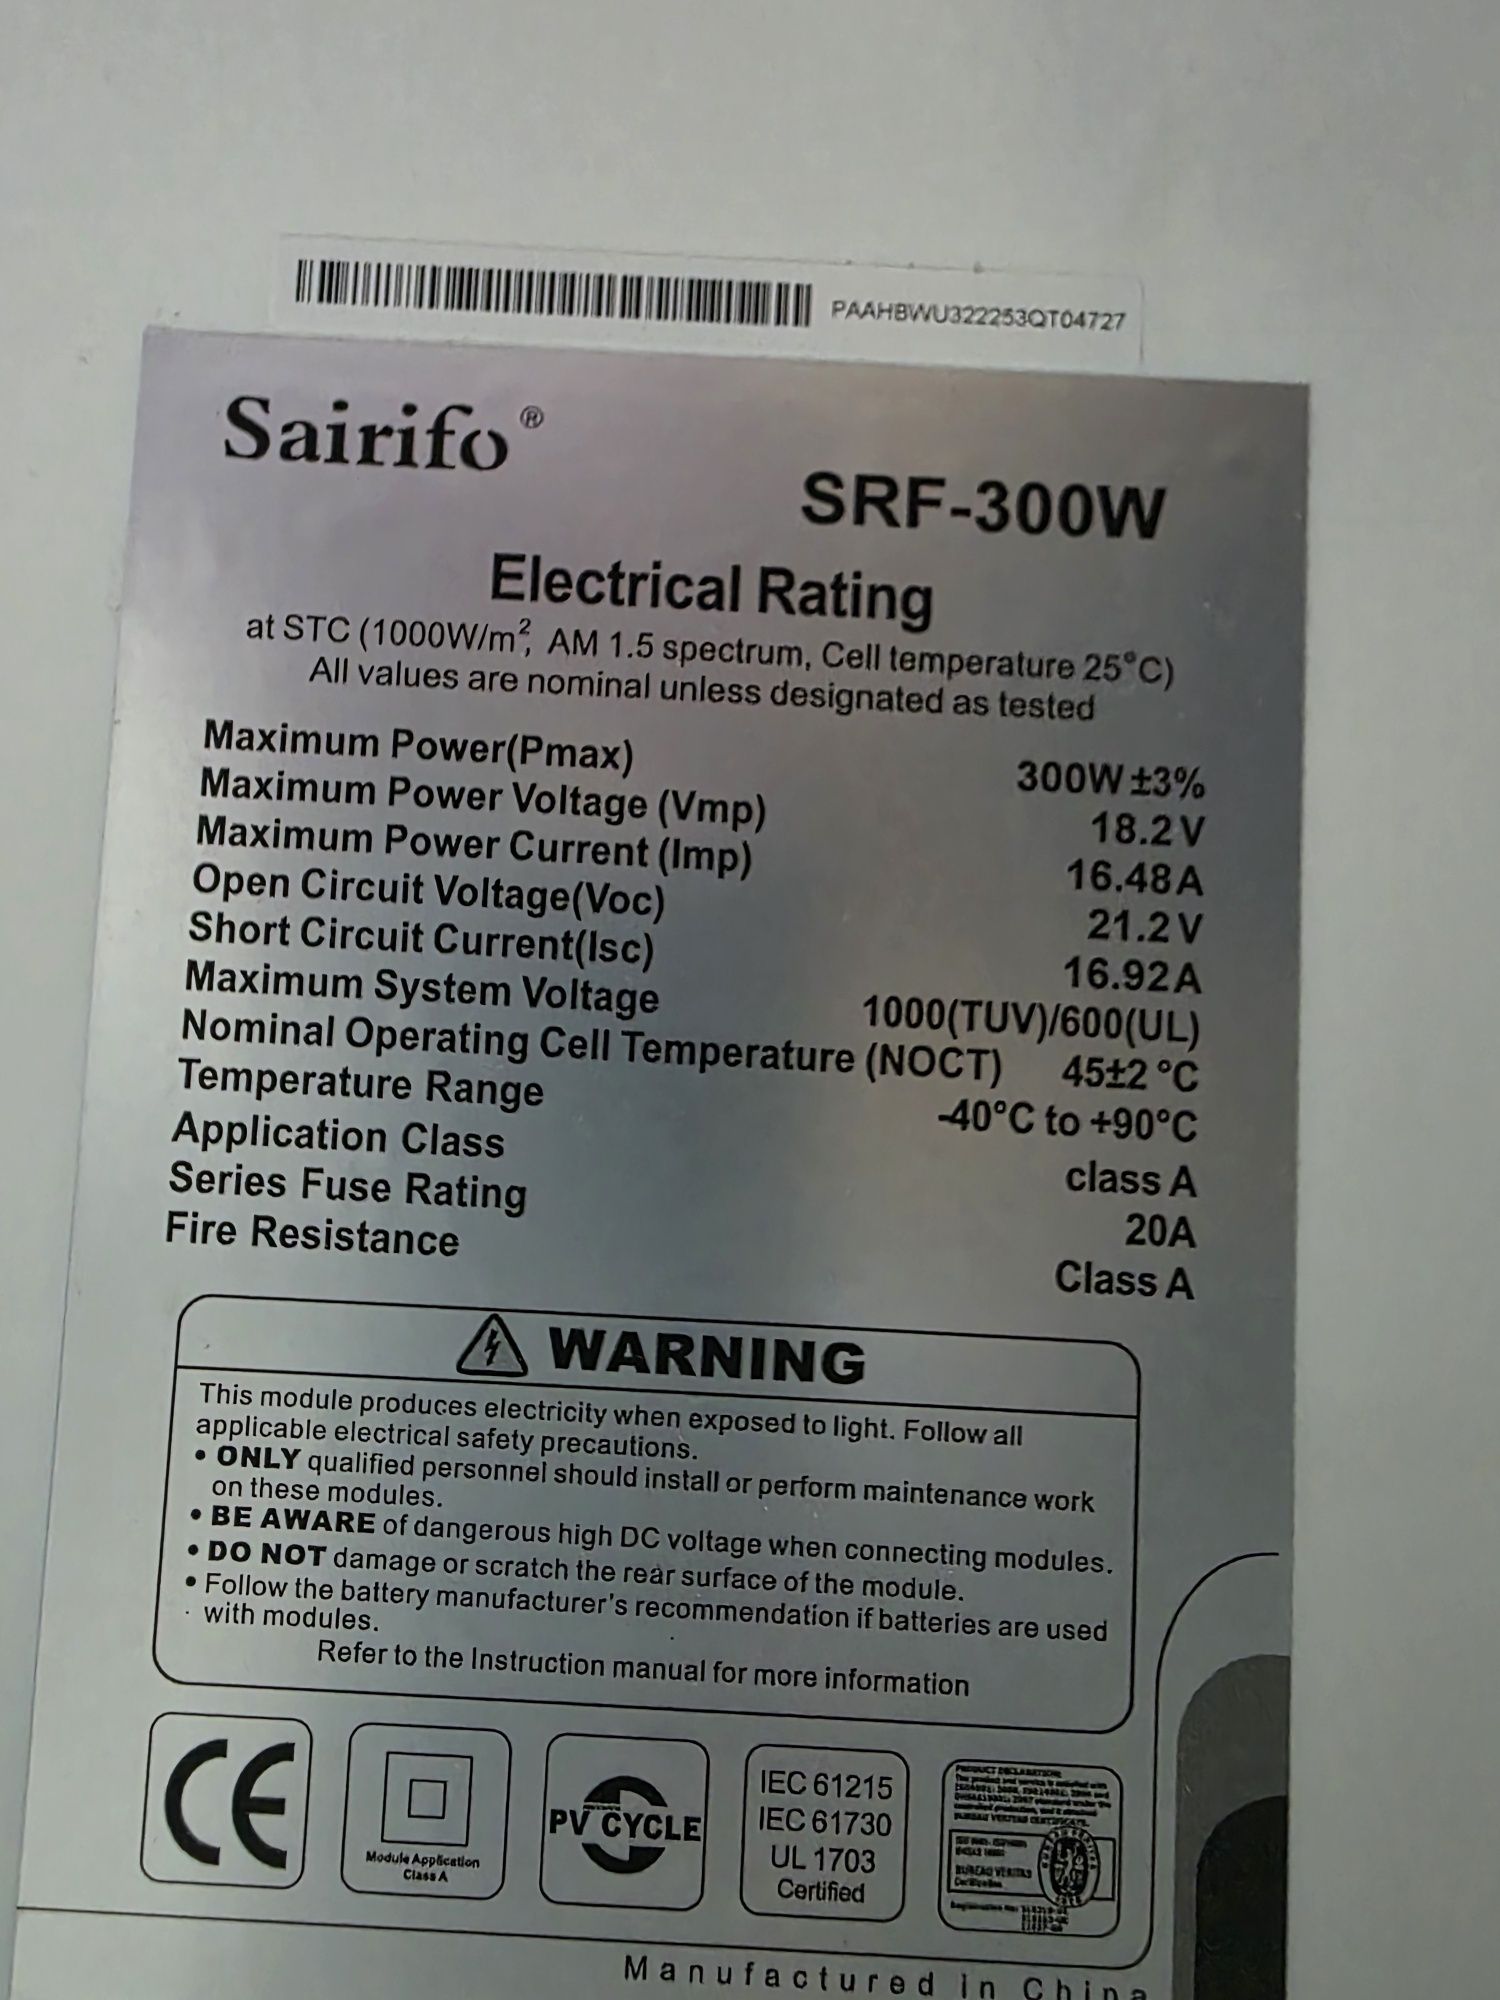 PAAHBWU322253QT04727
Sairifo®
SRF-300W
Electrical Rating
at STC (1000W/m², AM 1.5 spectrum, Cell temperature 25°C)
All values are nominal unless designated as tested
Maximum Power(Pmax) 300W±3%
Maximum Power Voltage (Vmp) 18.2V
Maximum Power Current (Imp) 16.48A
Open Circuit Voltage(Voc) 21.2V
Short Circuit Current(Isc) 16.92A
Maximum System Voltage 1000(TUV)/600(UL)
Nominal Operating Cell Temperature (NOCT) 45±2 °C
Temperature Range -40°C to +90°C
Application Class class A
Series Fuse Rating 20A
Fire Resistance Class A
WARNING
This module produces electricity when exposed to light. Follow all
applicable electrical safety precautions.
• ONLY qualified personnel should install or perform maintenance work
on these modules.
• BE AWARE of dangerous high DC voltage when connecting modules.
• DO NOT damage or scratch the rear surface of the module.
• Follow the battery manufacturer's recommendation if batteries are used
with modules.
Refer to the Instruction manual for more information
CE
Module Application
Class A
PV CYCLE
IEC 61215
IEC 61730
UL 1703
Certified
PRODUCT DECLARATION
BUREAU VERITAS
Certification
Manufactured in China